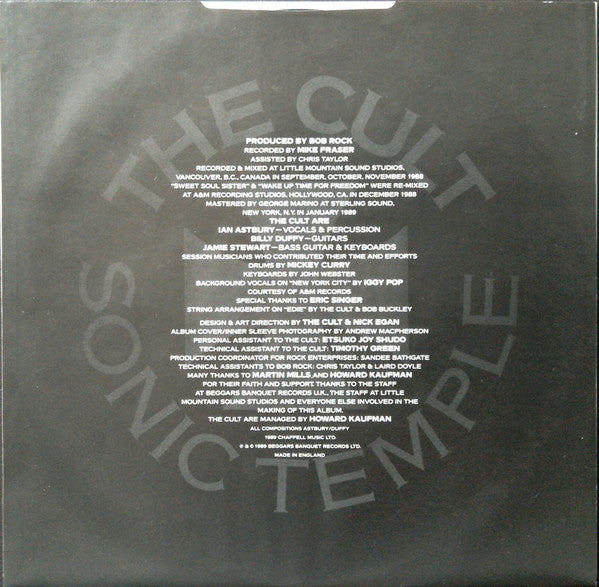 THE CULT
SONIC TEMPLE
PRODUCED BY BOB ROCK
RECORDED BY MIKE FRASER
ASSISTED BY CHRIS TAYLOR
RECORDED & MIXED AT LITTLE MOUNTAIN SOUND STUDIOS.
VANCOUVER, B.C., CANADA IN SEPTEMBER, OCTOBER, NOVEMBER 1988
"SWEET SOUL SISTER" & "WAKE UP TIME FOR FREEDOM" WERE RE-MIXED
AT A&M RECORDING STUDIOS, HOLLYWOOD, CA. IN DECEMBER 1988
MASTERED BY GEORGE MARINO AT STERLING SOUND,
NEW YORK, N.Y. IN JANUARY 1989
THE CULT ARE
IAN ASTBURY–VOCALS & PERCUSSION
BILLY DUFFY–GUITARS
JAMIE STEWART–BASS GUITAR & KEYBOARDS
SESSION MUSICIANS WHO CONTRIBUTED THEIR TIME AND EFFORTS
DRUMS BY MICKEY CURRY
KEYBOARDS BY JOHN WEBSTER
BACKGROUND VOCALS ON "NEW YORK CITY" BY IGGY POP
COURTESY OF A&M RECORDS
SPECIAL THANKS TO ERIC SINGER
STRING ARRANGEMENT ON "EDIE" BY THE CULT & BOB BUCKLEY
DESIGN & ART DIRECTION BY THE CULT & NICK EGAN
ALBUM COVER/INNER SLEEVE PHOTOGRAPHY BY ANDREW MACPHERSON
PERSONAL ASSISTANT TO THE CULT: ETSUKO JOY SHUDO
TECHNICAL ASSISTANT TO THE CULT: TIMOTHY GREEN
PRODUCTION COORDINATOR FOR ROCK ENTERPRISES: SANDEE BATHGATE
TECHNICAL ASSISTANTS TO BOB ROCK: CHRIS TAYLOR & LAIRD DOYLE
MANY THANKS TO MARTIN MILLS AND HOWARD KAUFMAN
FOR THEIR FAITH AND SUPPORT. THANKS TO THE STAFF
AT BEGGARS BANQUET RECORDS U.K., THE STAFF AT LITTLE
MOUNTAIN SOUND STUDIOS AND EVERYONE ELSE INVOLVED IN THE
MAKING OF THIS ALBUM.
THE CULT ARE MANAGED BY HOWARD KAUFMAN
ALL COMPOSITIONS ASTBURY/DUFFY
1989 CHAPPELL MUSIC LTD.
℗ & © 1989 BEGGARS BANQUET RECORDS LTD.
MADE IN ENGLAND